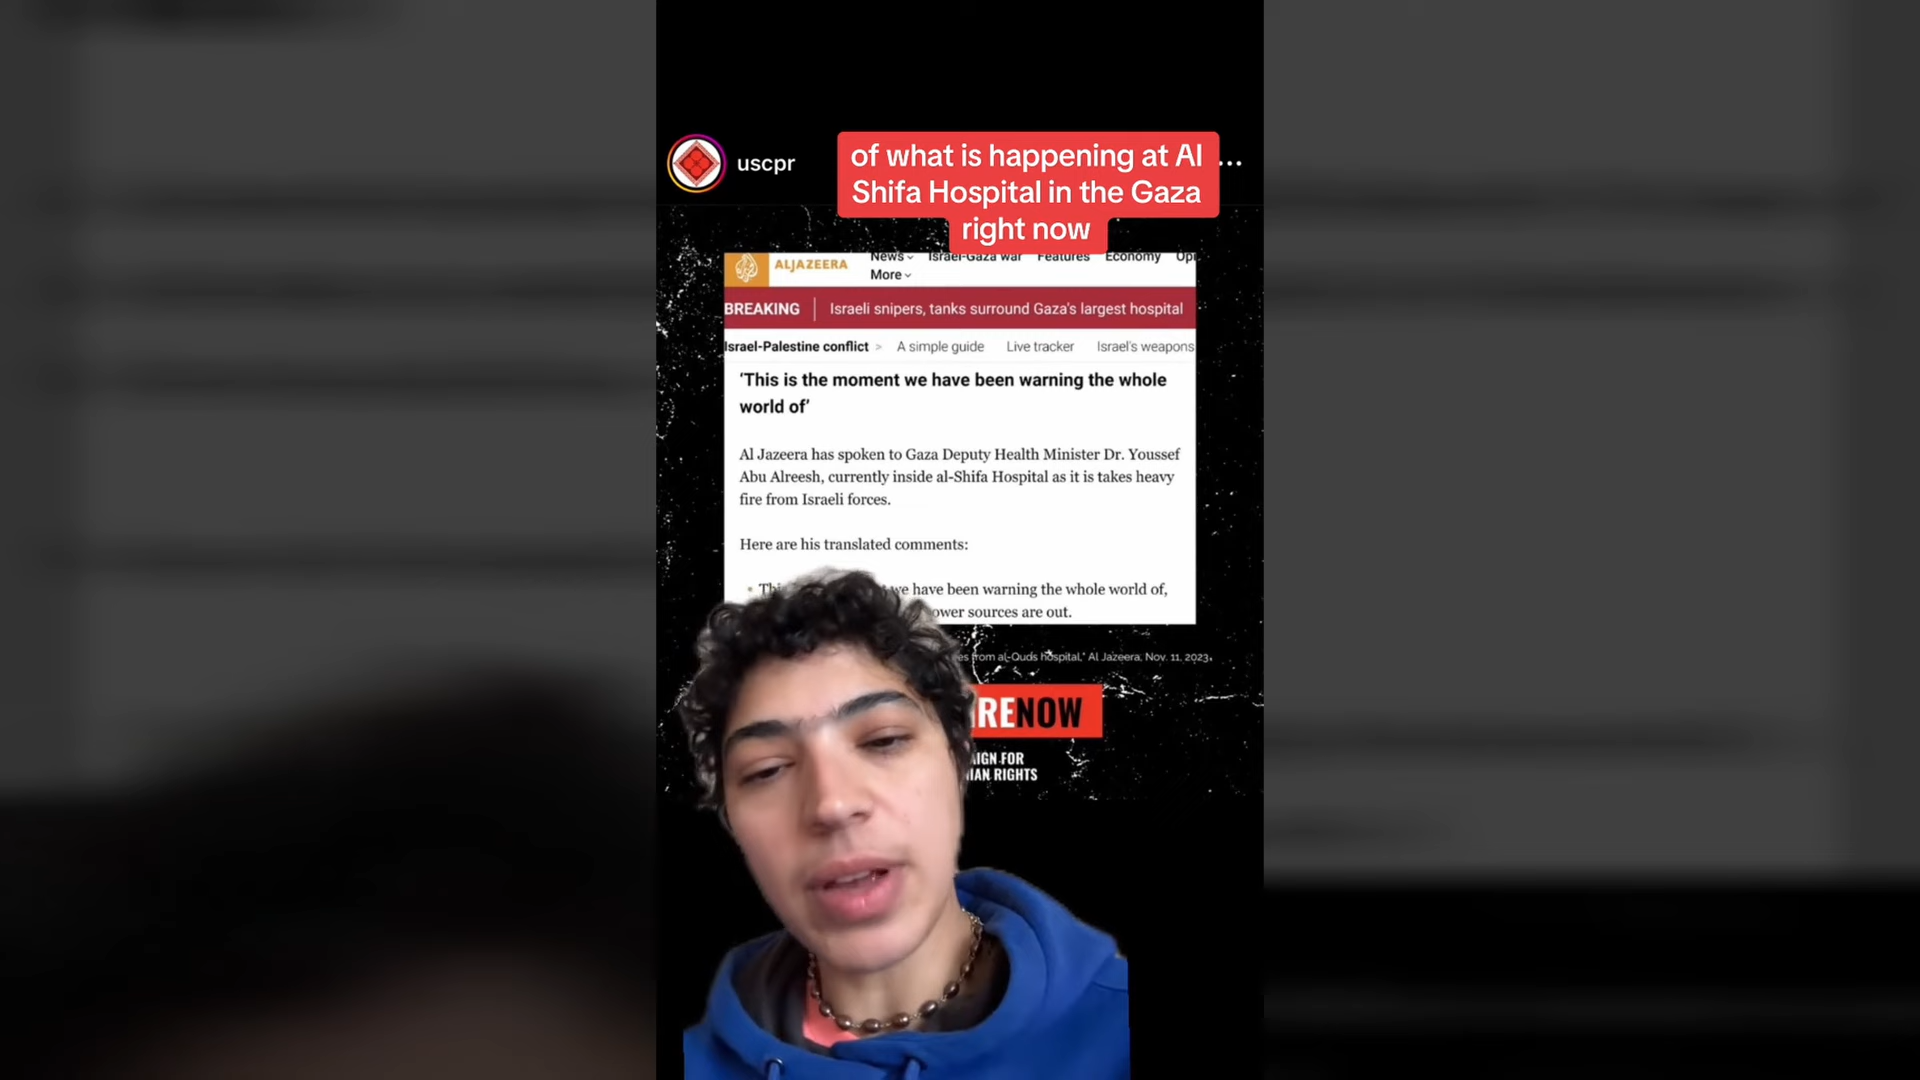 uscpr
of what is happening at Al
Shifa Hospital in the Gaza
right now
ALJAZEERA News Israel-Gaza war Features Economy
More
BREAKING Israeli snipers, tanks surround Gaza's largest hospital
Israel-Palestine conflict > A simple guide Live tracker Israel's weapons
‘This is the moment we have been warning the whole
world of’
Al Jazeera has spoken to Gaza Deputy Health Minister Dr. Youssef
Abu Alreesh, currently inside al-Shifa Hospital as it is takes heavy
fire from Israeli forces.
Here are his translated comments:
we have been warning the whole world of,
sources are out.
from al-Quds hospital," Al Jazeera, Nov. 11, 2023,
NOW
FOR
RIGHTS